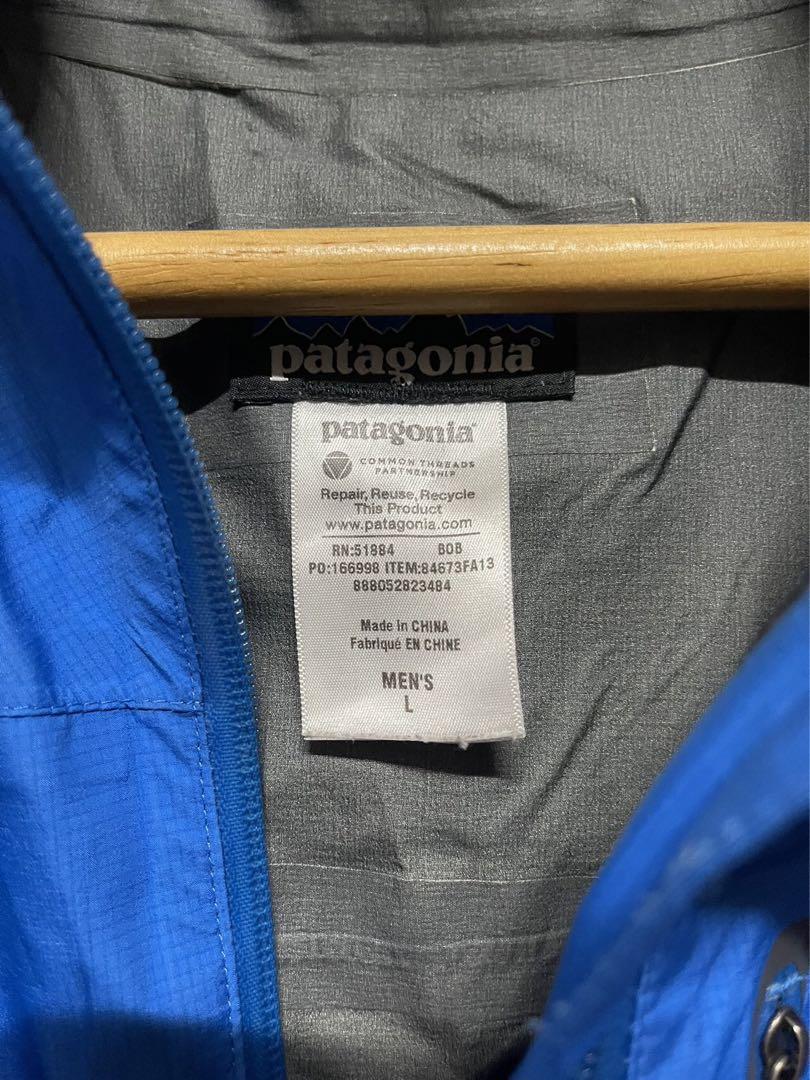 patagonia®
patagonia®
COMMON THREADS
PARTNERSHIP
Repair, Reuse, Recycle
This Product
www.patagonia.com
RN:51884 BOB
PO:166998 ITEM:84673FA13
888052823484
Made in CHINA
Fabriqué EN CHINE
MEN'S
L